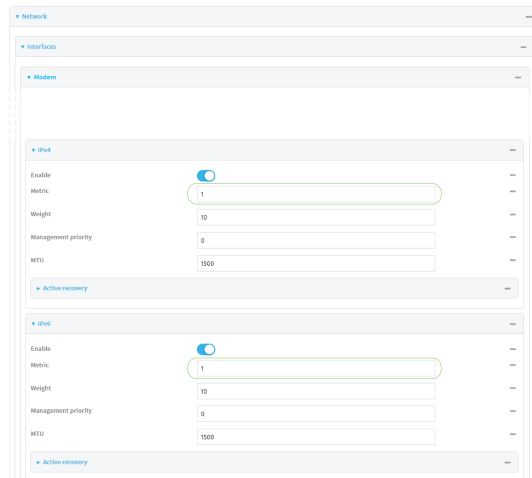 ▼ Network
▼ Interfaces
▼ Modem
▼ IPv4
Enable
Metric 1
Weight 10
Management priority 0
MTU 1500
► Active recovery
▼ IPv6
Enable
Metric 1
Weight 10
Management priority 0
MTU 1500
► Active recovery